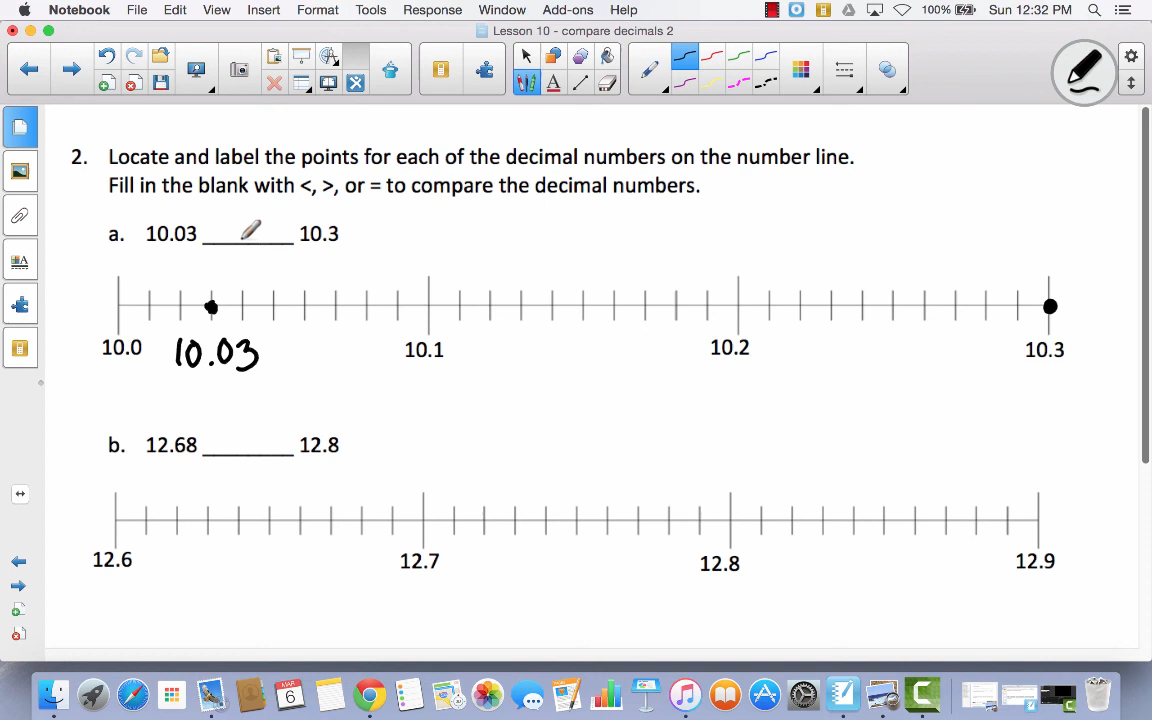 Notebook File Edit View Insert Format Tools Response Window Add-ons Help 100% Sun 12:32 PM
Lesson 10 - compare decimals 2
2. Locate and label the points for each of the decimal numbers on the number line.
Fill in the blank with <, >, or = to compare the decimal numbers.
a. 10.03 ________ 10.3
10.0 10.03 10.1 10.2 10.3
b. 12.68 ________ 12.8
12.6 12.7 12.8 12.9